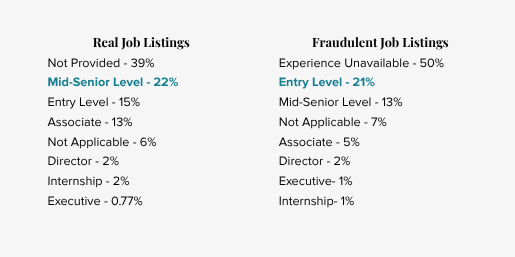 Real Job Listings
Not Provided - 39%
Mid-Senior Level - 22%
Entry Level - 15%
Associate - 13%
Not Applicable - 6%
Director - 2%
Internship - 2%
Executive - 0.77%
Fraudulent Job Listings
Experience Unavailable - 50%
Entry Level - 21%
Mid-Senior Level - 13%
Not Applicable - 7%
Associate - 5%
Director - 2%
Executive- 1%
Internship- 1%